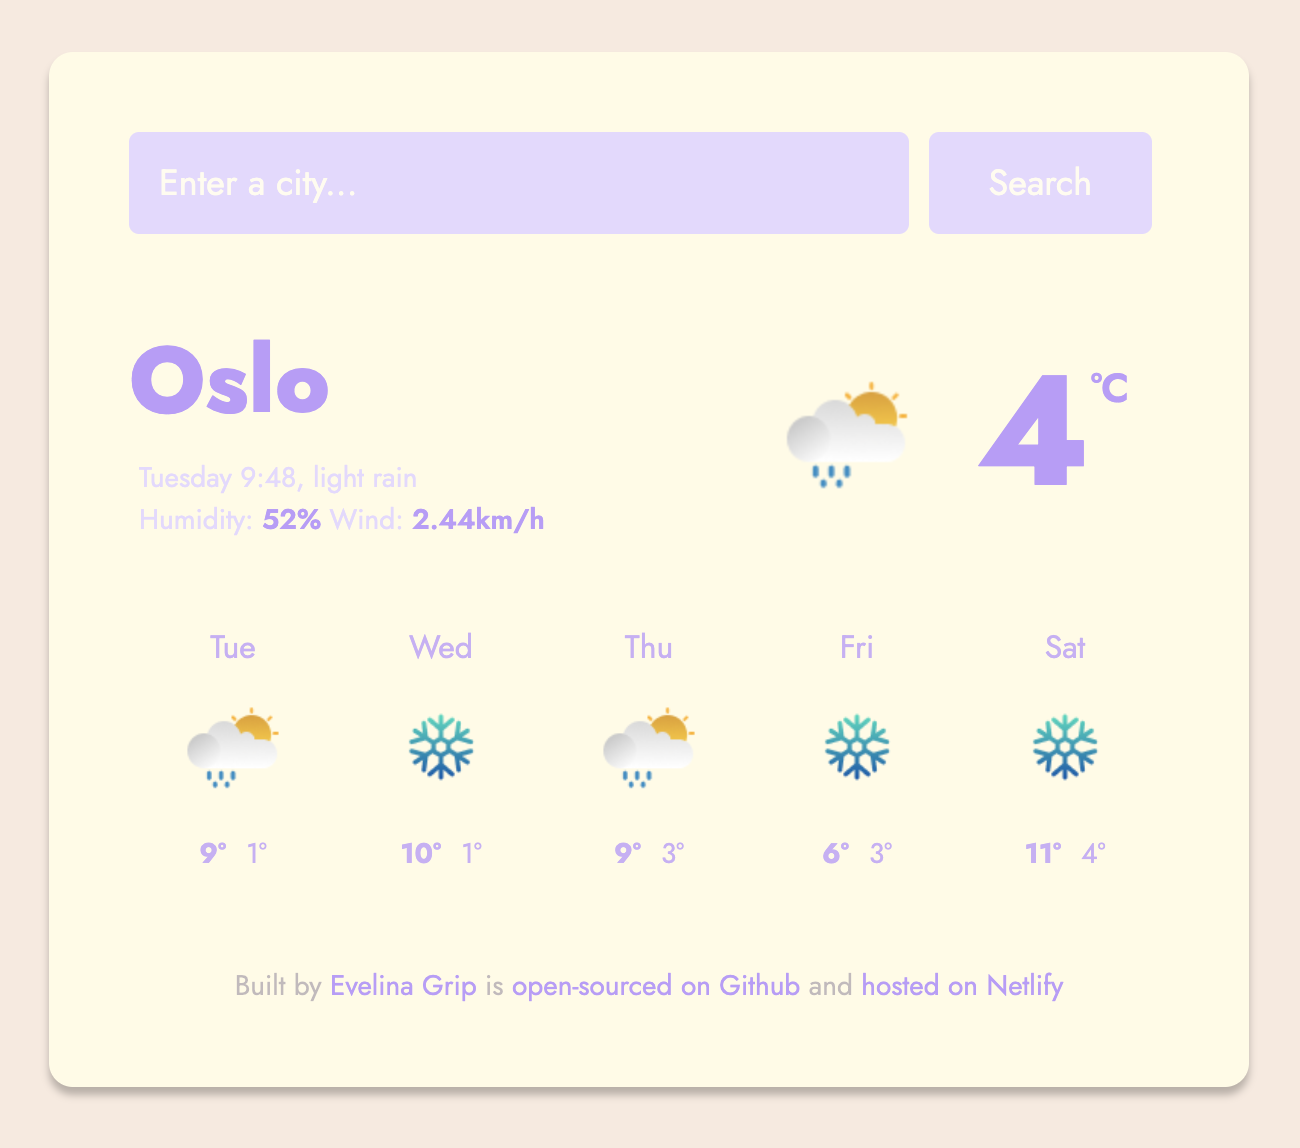 Enter a city...
Search
Oslo
4 °C
Tuesday 9:48, light rain
Humidity: 52% Wind: 2.44km/h
Tue Wed Thu Fri Sat
9° 1° 10° 1° 9° 3° 6° 3° 11° 4°
Built by Evelina Grip is open-sourced on Github and hosted on Netlify